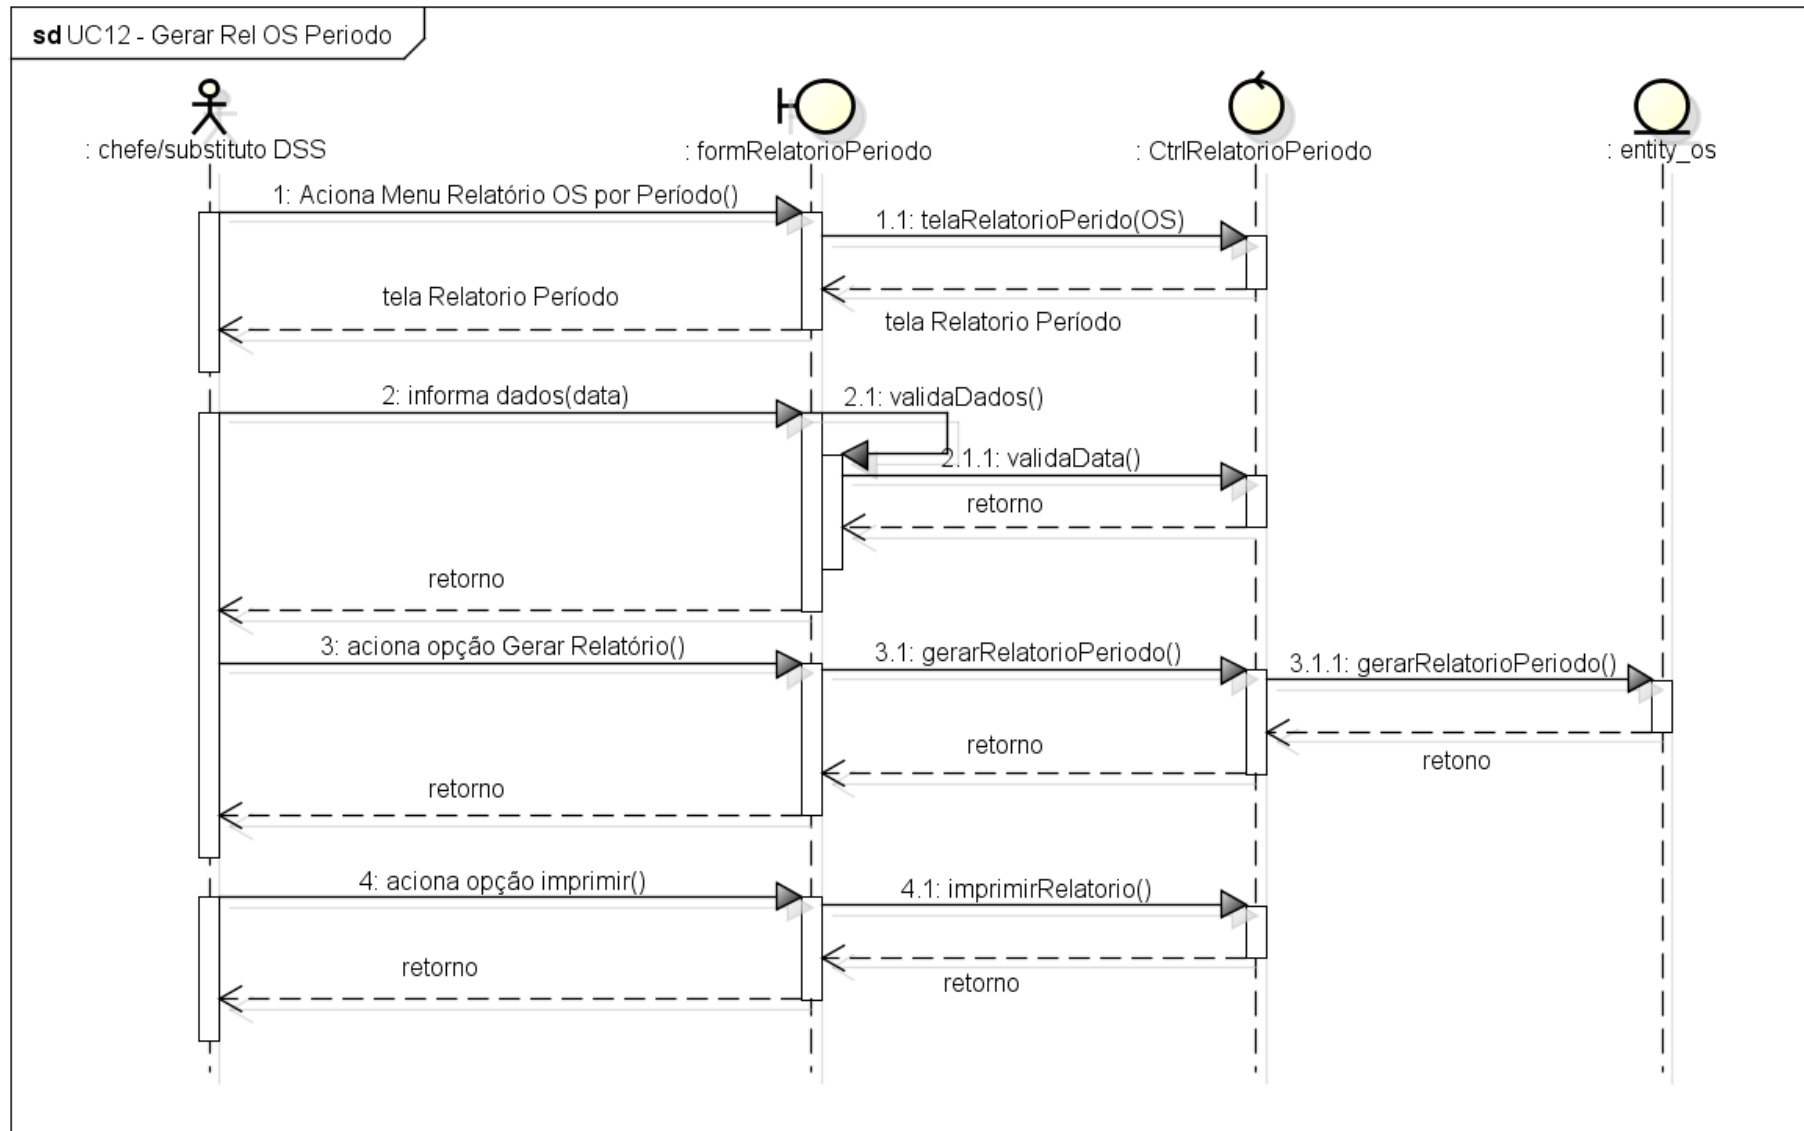 sd UC12 - Gerar Rel OS Periodo
: chefe/substituto DSS
: formRelatorioPeriodo
: CtrlRelatorioPeriodo
: entity_os
1: Aciona Menu Relatório OS por Período()
1.1: telaRelatorioPerido(OS)
tela Relatorio Período
tela Relatorio Período
2: informa dados(data)
2.1: validaDados()
2.1.1: validaData()
retorno
retorno
3: aciona opção Gerar Relatório()
3.1: gerarRelatorioPeriodo()
3.1.1: gerarRelatorioPeriodo()
retorno
retono
retorno
4: aciona opção imprimir()
4.1: imprimirRelatorio()
retorno
retorno